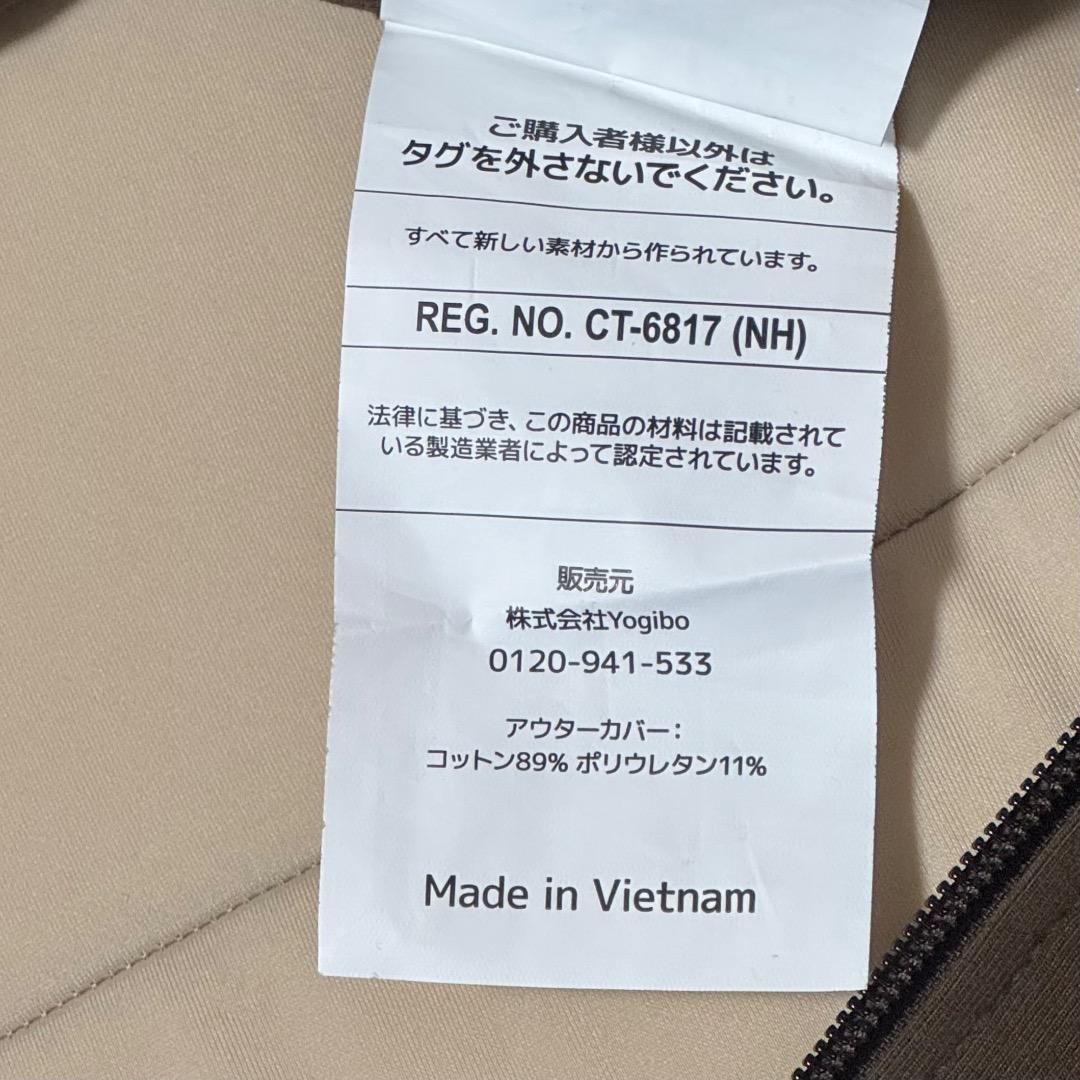 ご購入者様以外は
タグを外さないでください。
すべて新しい素材から作られています。
REG. NO. CT-6817 (NH)
法律に基づき、この商品の材料は記載されて
いる製造業者によって認定されています。
販売元
株式会社Yogibo
0120-941-533
アウターカバー：
コットン89% ポリウレタン11%
Made in Vietnam